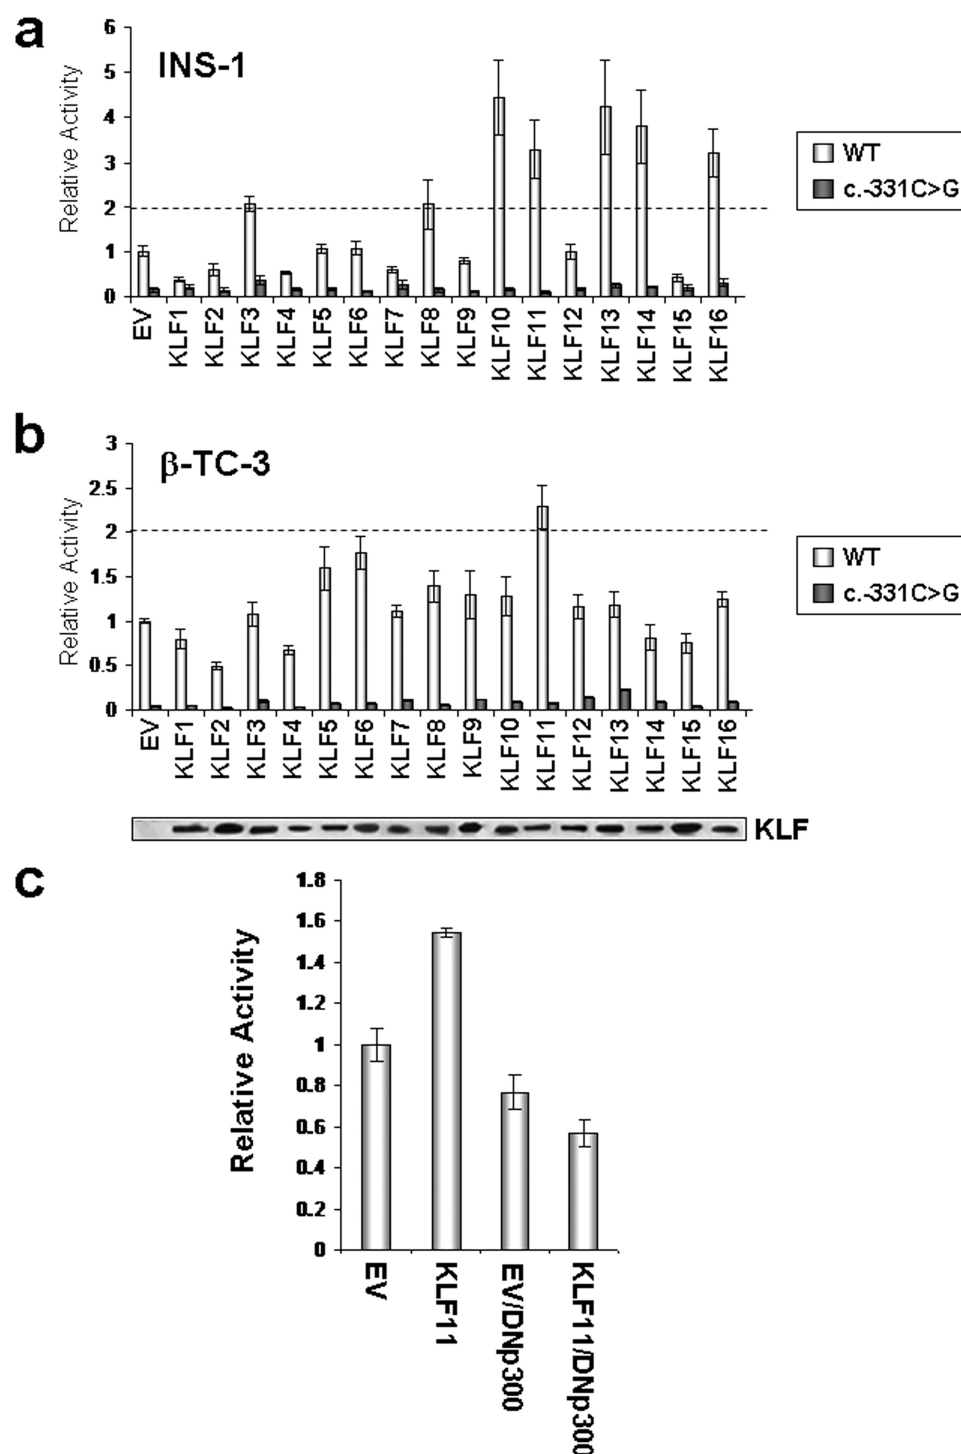 a
INS-1
Relative Activity
6
5
4
3
2
1
0
EV
KLF1
KLF2
KLF3
KLF4
KLF5
KLF6
KLF7
KLF8
KLF9
KLF10
KLF11
KLF12
KLF13
KLF14
KLF15
KLF16
WT
c.-331C>G
b
β-TC-3
Relative Activity
3
2.5
2
1.5
1
0.5
0
EV
KLF1
KLF2
KLF3
KLF4
KLF5
KLF6
KLF7
KLF8
KLF9
KLF10
KLF11
KLF12
KLF13
KLF14
KLF15
KLF16
WT
c.-331C>G
KLF
c
Relative Activity
1.8
1.6
1.4
1.2
1
0.8
0.6
0.4
0.2
0
EV
KLF11
EV/DNp300
KLF11/DNp300